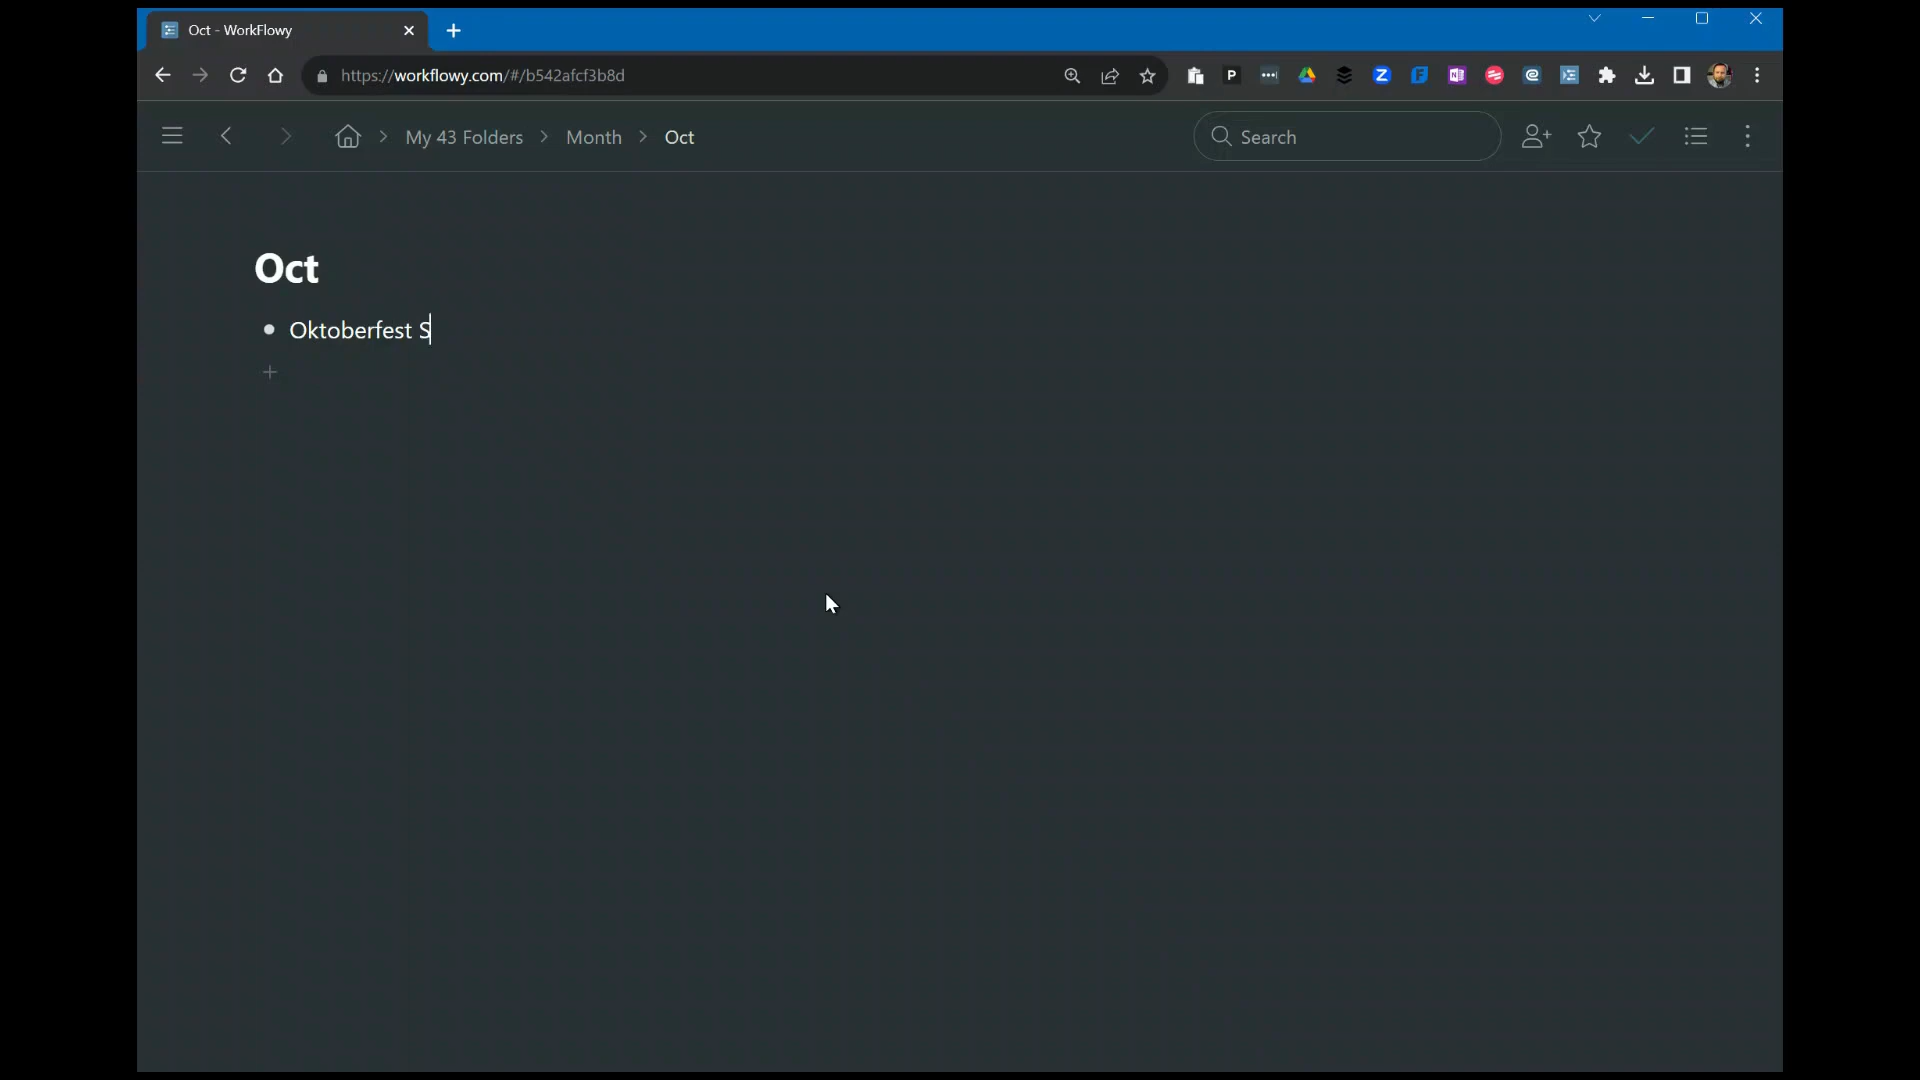 Oct - WorkFlowy
https://workflowy.com/#/b542afcf3b8d
My 43 Folders > Month > Oct
Search
Oct
Oktoberfest S